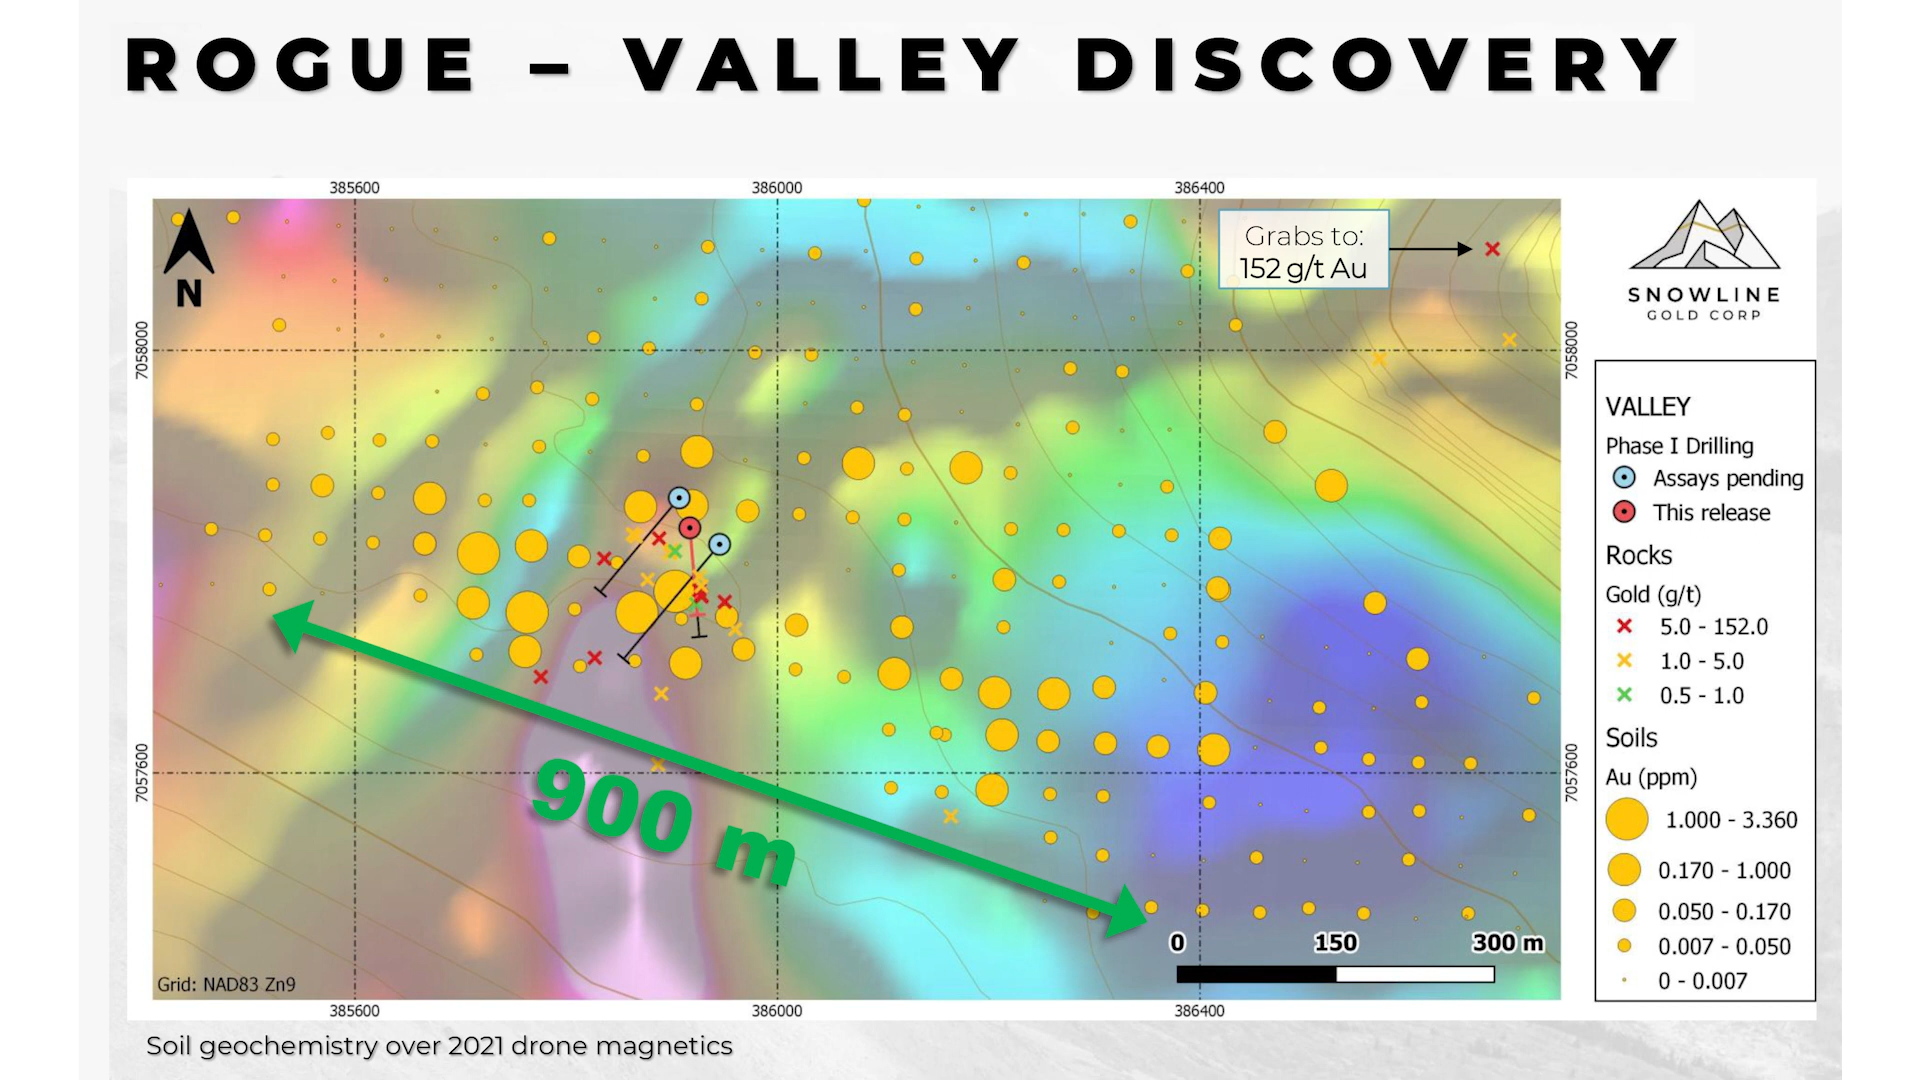 ROGUE – VALLEY DISCOVERY
385600
386000
386400
7058000
7057600
N
Grabs to:
152 g/t Au
900 m
0
150
300 m
Grid: NAD83 Zn9
7058000
7057600
385600
386000
386400
SNOWLINE
GOLD CORP
VALLEY
Phase I Drilling
Assays pending
This release
Rocks
Gold (g/t)
5.0 - 152.0
1.0 - 5.0
0.5 - 1.0
Soils
Au (ppm)
1.000 - 3.360
0.170 - 1.000
0.050 - 0.170
0.007 - 0.050
0 - 0.007
Soil geochemistry over 2021 drone magnetics